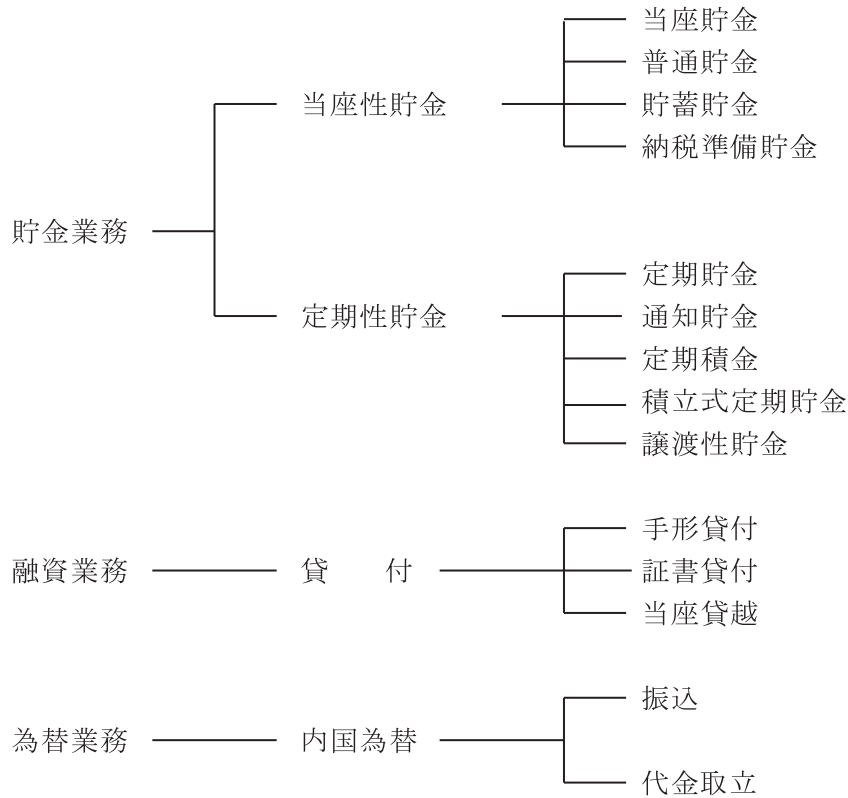 当座貯金
普通貯金
当座性貯金
貯蓄貯金
納税準備貯金
貯金業務
定期貯金
定期性貯金
通知貯金
定期積金
積立式定期貯金
譲渡性貯金
手形貸付
融資業務
貸　付
証書貸付
当座貸越
振込
為替業務
内国為替
代金取立